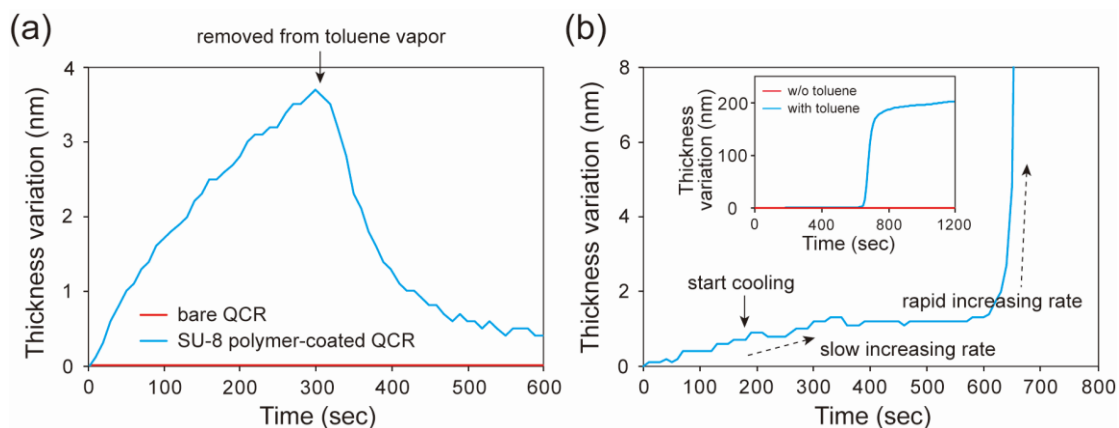 (a)
removed from toluene vapor
Thickness variation (nm)
4
3
2
1
0
bare QCR
SU-8 polymer-coated QCR
0 100 200 300 400 500 600
Time (sec)
(b)
Thickness variation (nm)
8
6
4
2
0
w/o toluene
with toluene
Thickness
variation (nm)
200
100
0
0 400 800 1200
Time (sec)
start cooling
rapid increasing rate
slow increasing rate
0 100 200 300 400 500 600 700 800
Time (sec)